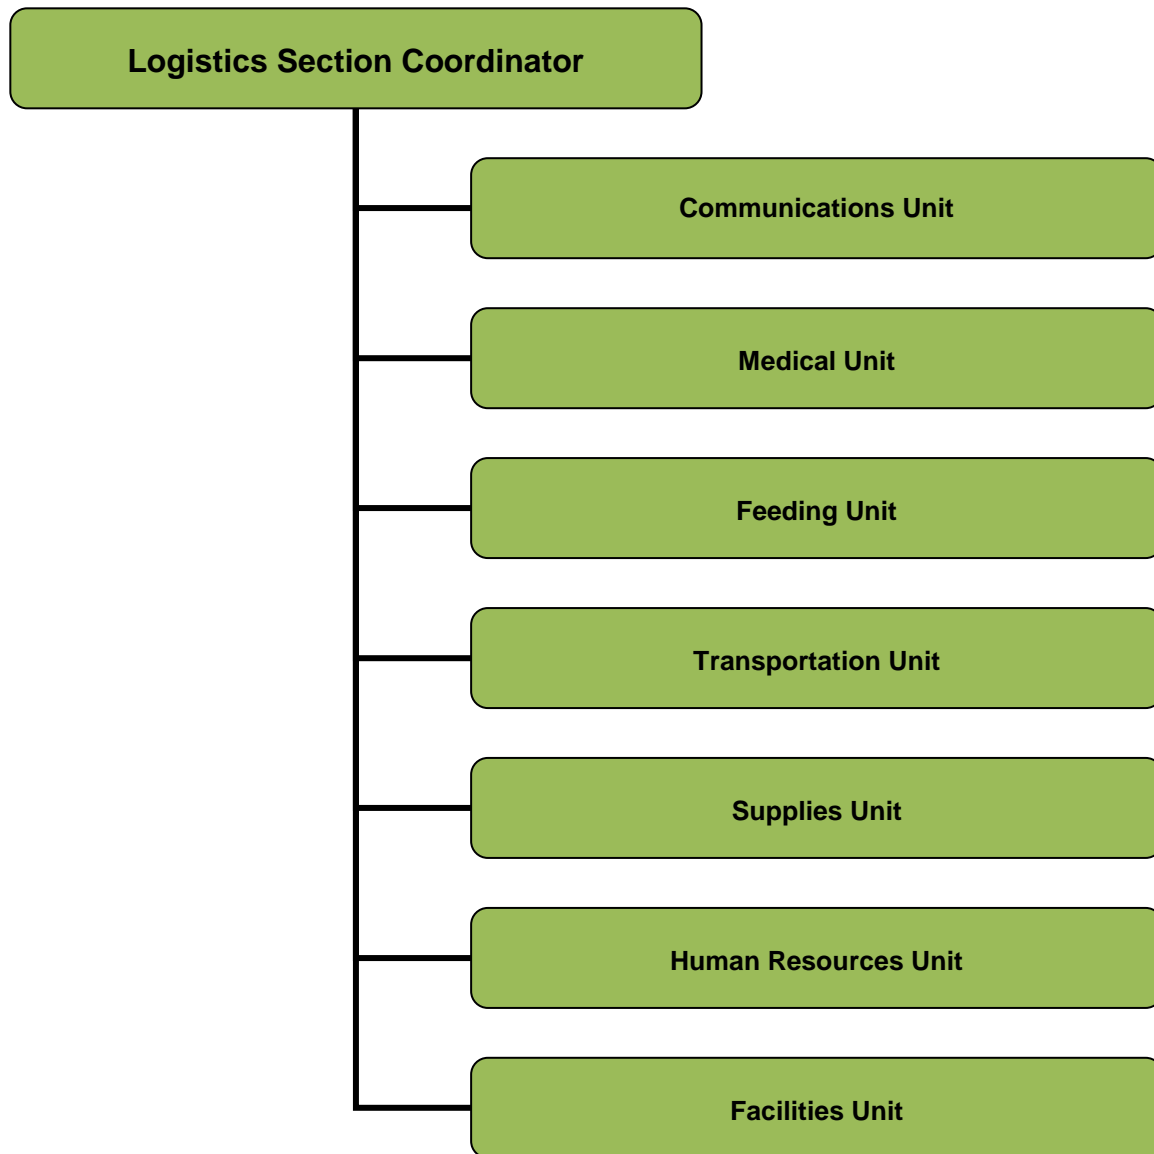 Logistics Section Coordinator
Communications Unit
Medical Unit
Feeding Unit
Transportation Unit
Supplies Unit
Human Resources Unit
Facilities Unit